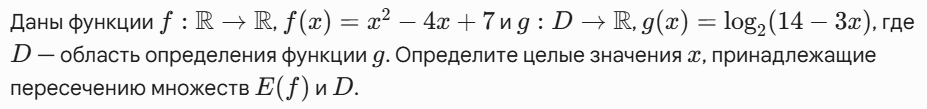 Даны функции $f : \mathbb{R} \to \mathbb{R}, f(x) = x^2 - 4x + 7$ и $g : D \to \mathbb{R}, g(x) = \log_2(14 - 3x)$, где
$D$ — область определения функции $g$. Определите целые значения $x$, принадлежащие
пересечению множеств $E(f)$ и $D$.